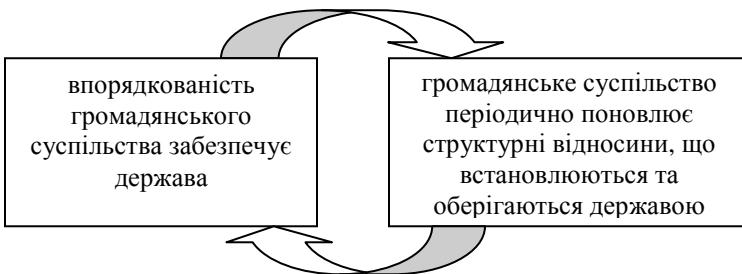 впорядкованість
громадянського
суспільства забезпечує
держава
громадянське суспільство
періодично поновлює
структурні відносини, що
встановлюються та
оберігаються державою